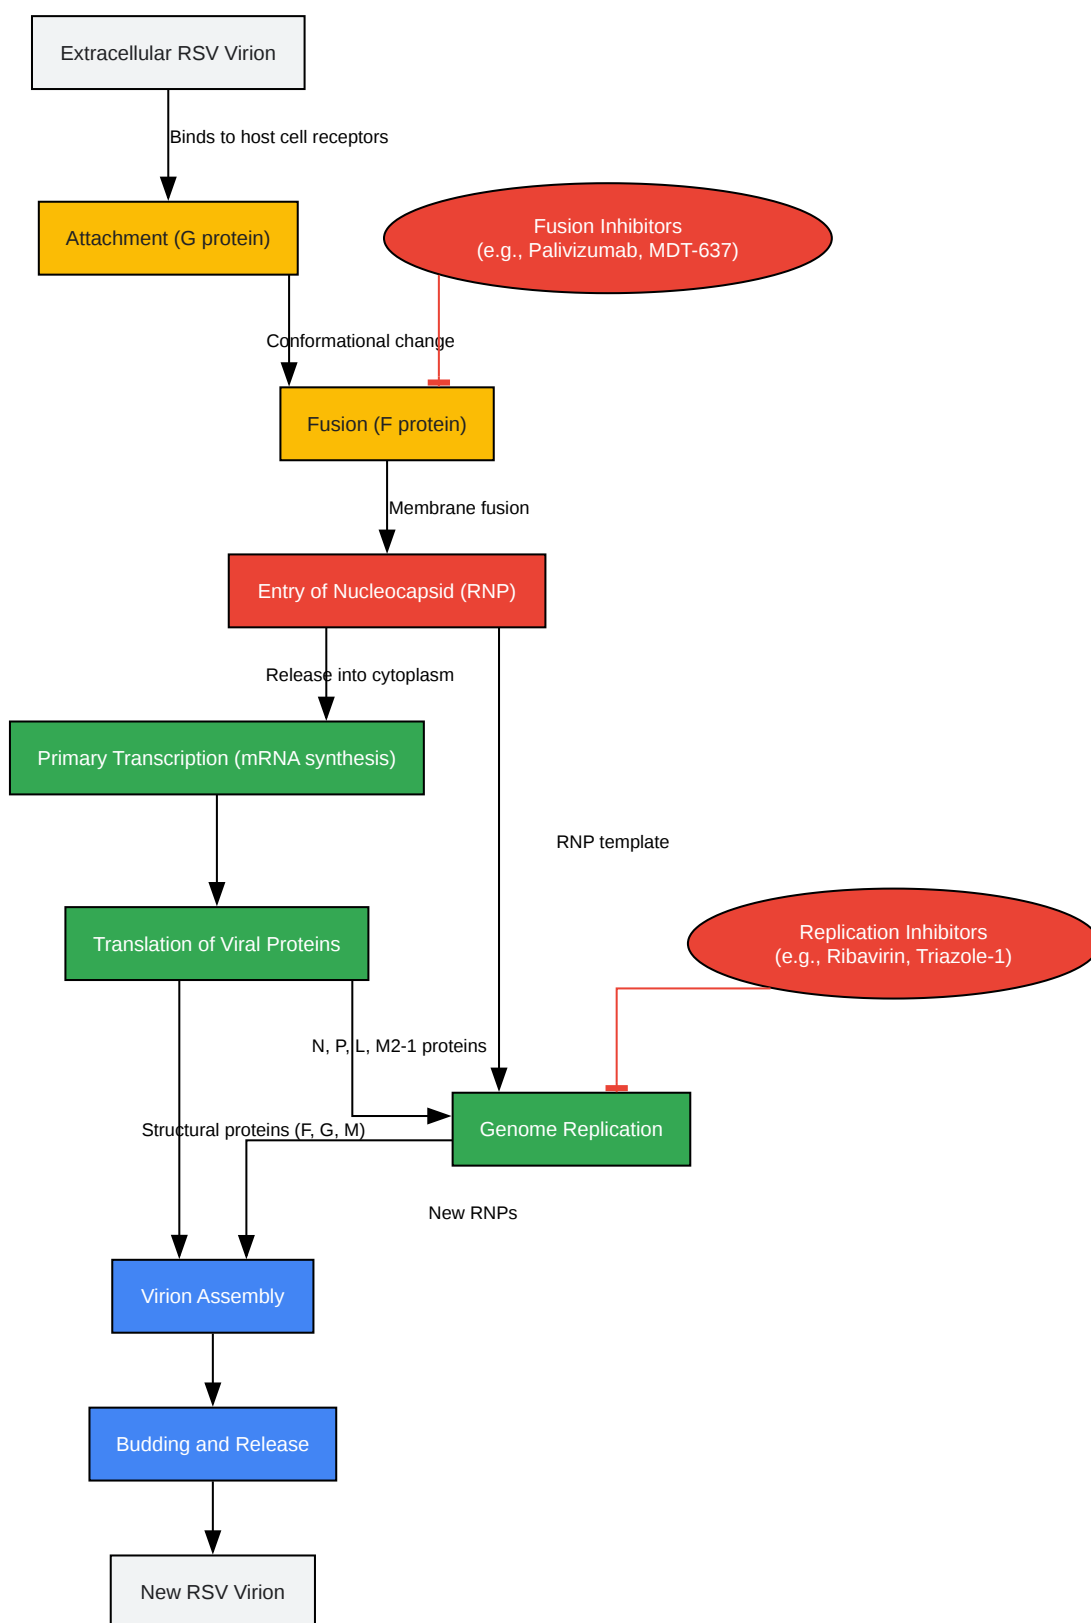 Extracellular RSV Virion
Binds to host cell receptors
Attachment (G protein)
Fusion Inhibitors
(e.g., Palivizumab, MDT-637)
Conformational change
Fusion (F protein)
Membrane fusion
Entry of Nucleocapsid (RNP)
Release into cytoplasm
Primary Transcription (mRNA synthesis)
RNP template
Translation of Viral Proteins
Replication Inhibitors
(e.g., Ribavirin, Triazole-1)
N, P, L, M2-1 proteins
Structural proteins (F, G, M)
Genome Replication
New RNPs
Virion Assembly
Budding and Release
New RSV Virion